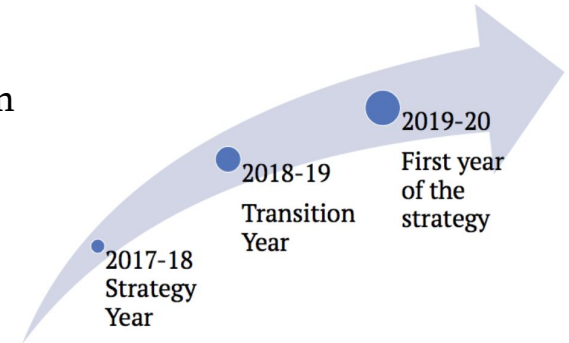 n
2017-18
Strategy
Year
2018-19
Transition
Year
2019-20
First year
of the
strategy